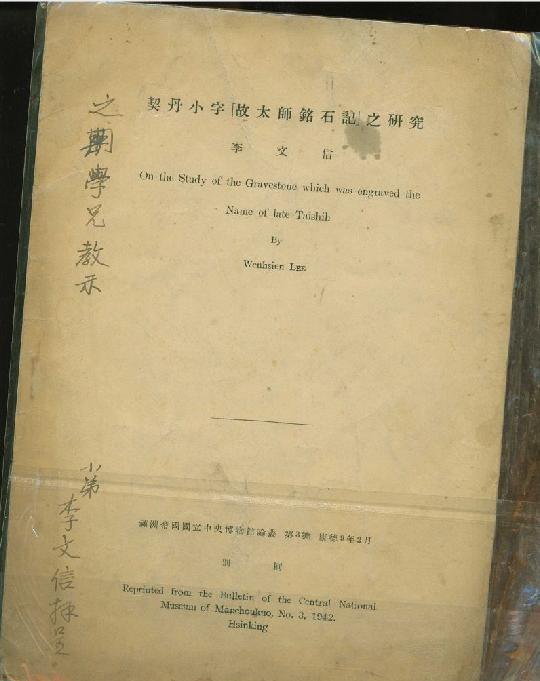 契丹小字「故太師銘石記」之硏究
李文信
On the Study of the Gravestone which was engraved the
Name of late Taishih
By
Wenhsien LEE
滿洲帝國國立中央博物館論叢 第3號 康德9年2月
別刷
Reprinted from the Bulletin of the Central National
Museum of Manchoukuo, No. 3, 1942.
Hsinking
學兄教示
小弟
李文信拜呈